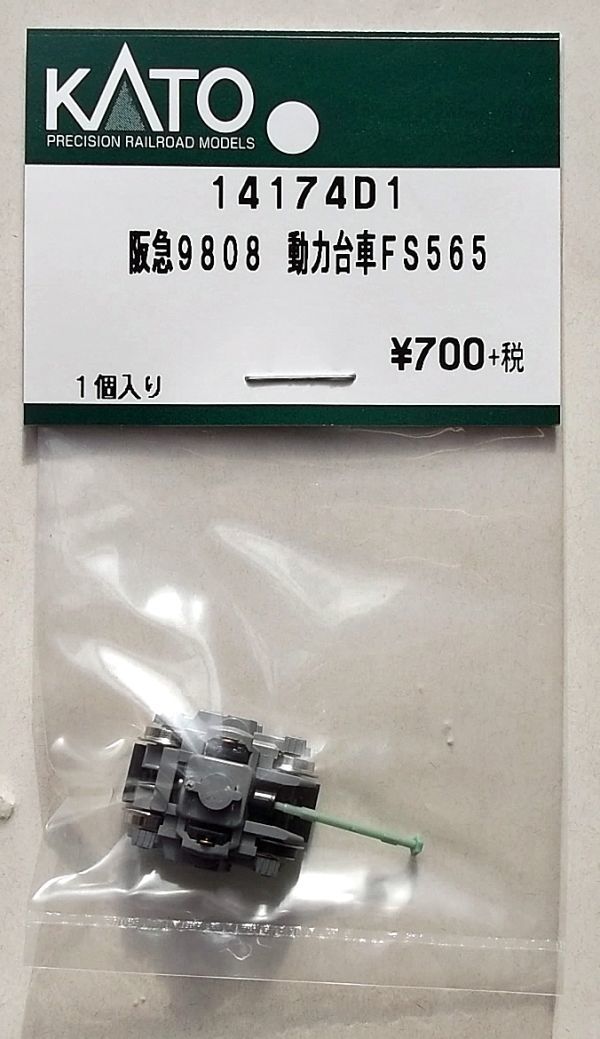 KATO
PRECISION RAILROAD MODELS
14174D1
阪急9808 動力台車FS565
¥700+税
1個入り